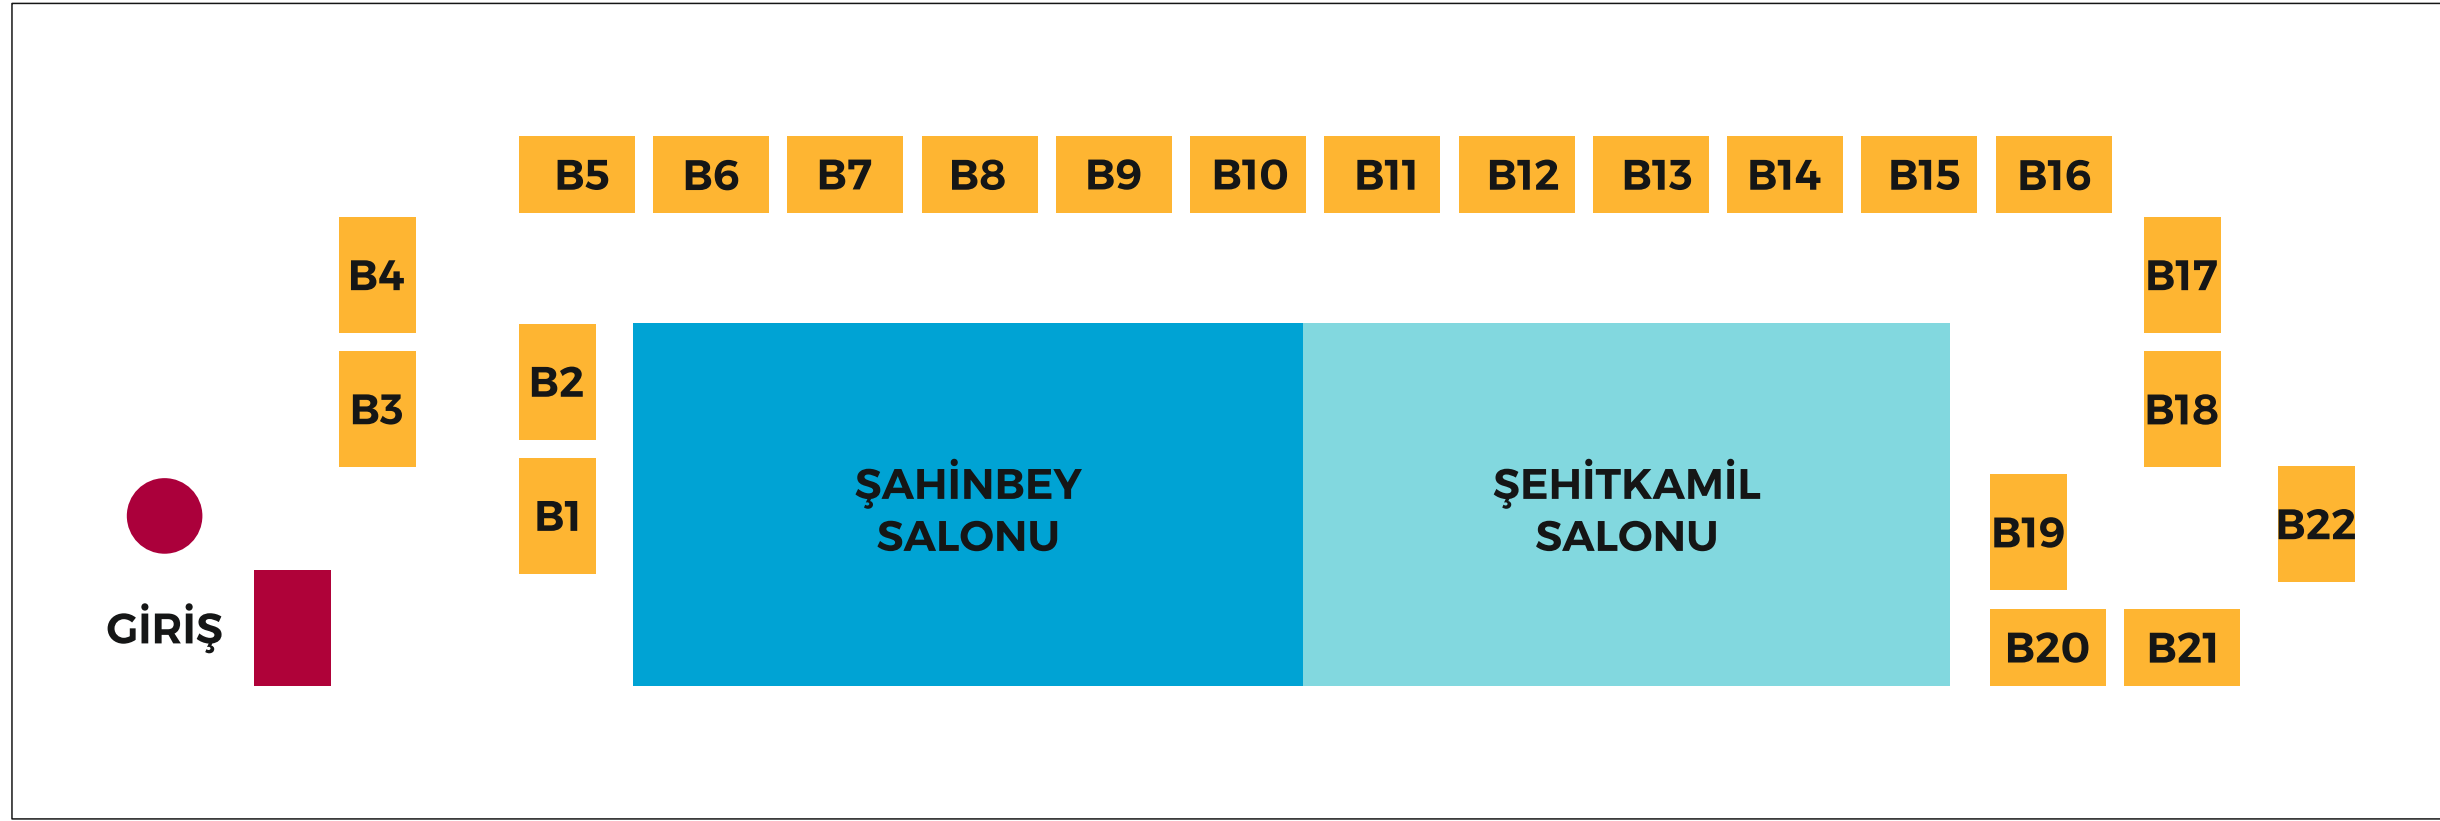 B5 B6 B7 B8 B9 B10 B11 B12 B13 B14 B15 B16
B4
B17
B2
B3
B18
ŞAHİNBEY
SALONU
ŞEHİTKAMİL
SALONU
B1
B19
B22
GİRİŞ
B20 B21